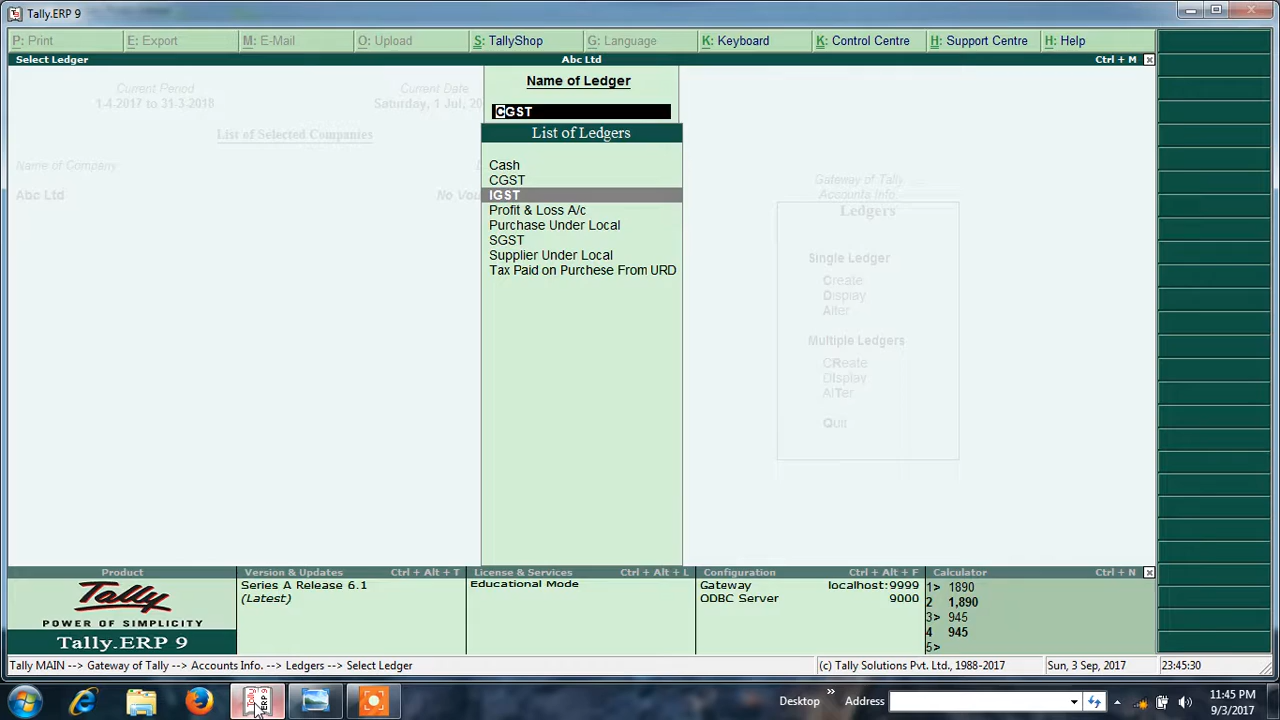 Tally.ERP 9
P: Print E: Export M: E-Mail O: Upload S: TallyShop G: Language K: Keyboard K: Control Centre H: Support Centre H: Help
Select Ledger Abc Ltd Ctrl + M
Current Period Current Date
1-4-2017 to 31-3-2018 Saturday, 1 Jul, 20
List of Selected Companies
Name of Company
Abc Ltd No Vou
Name of Ledger
CGST
List of Ledgers
Cash
CGST
IGST
Profit & Loss A/c
Purchase Under Local
SGST
Supplier Under Local
Tax Paid on Purchese From URD
Gateway of Tally
Accounts Info.
Ledgers
Single Ledger
Create
Display
Alter
Multiple Ledgers
CReate
DIsplay
AlTer
Quit
Product
Tally
POWER OF SIMPLICITY
Tally.ERP 9
Version & Updates Ctrl + Alt + T
Series A Release 6.1
(Latest)
License & Services Ctrl + Alt + L
Educational Mode
Configuration Ctrl + Alt + F
Gateway localhost:9999
ODBC Server 9000
Calculator Ctrl + N
1> 1890
2 1,890
3> 945
4 945
5>
Tally MAIN --> Gateway of Tally --> Accounts Info. --> Ledgers --> Select Ledger (c) Tally Solutions Pvt. Ltd., 1988-2017 Sun, 3 Sep, 2017 23:45:30
Desktop » Address 11:45 PM
9/3/2017